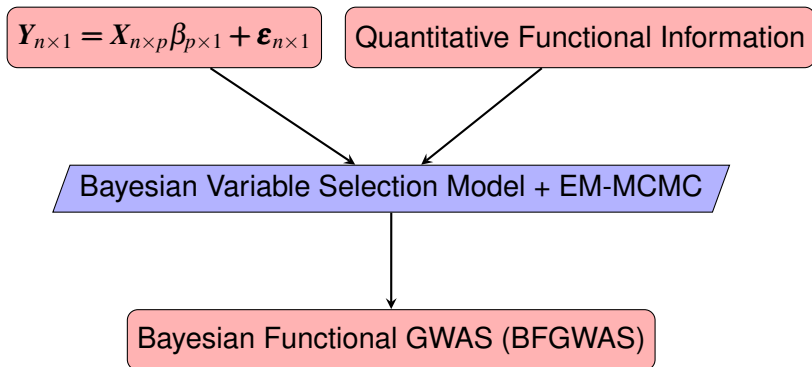 Y_{n×1} = X_{n×p}β_{p×1} + ε_{n×1}
Quantitative Functional Information
Bayesian Variable Selection Model + EM-MCMC
Bayesian Functional GWAS (BFGWAS)